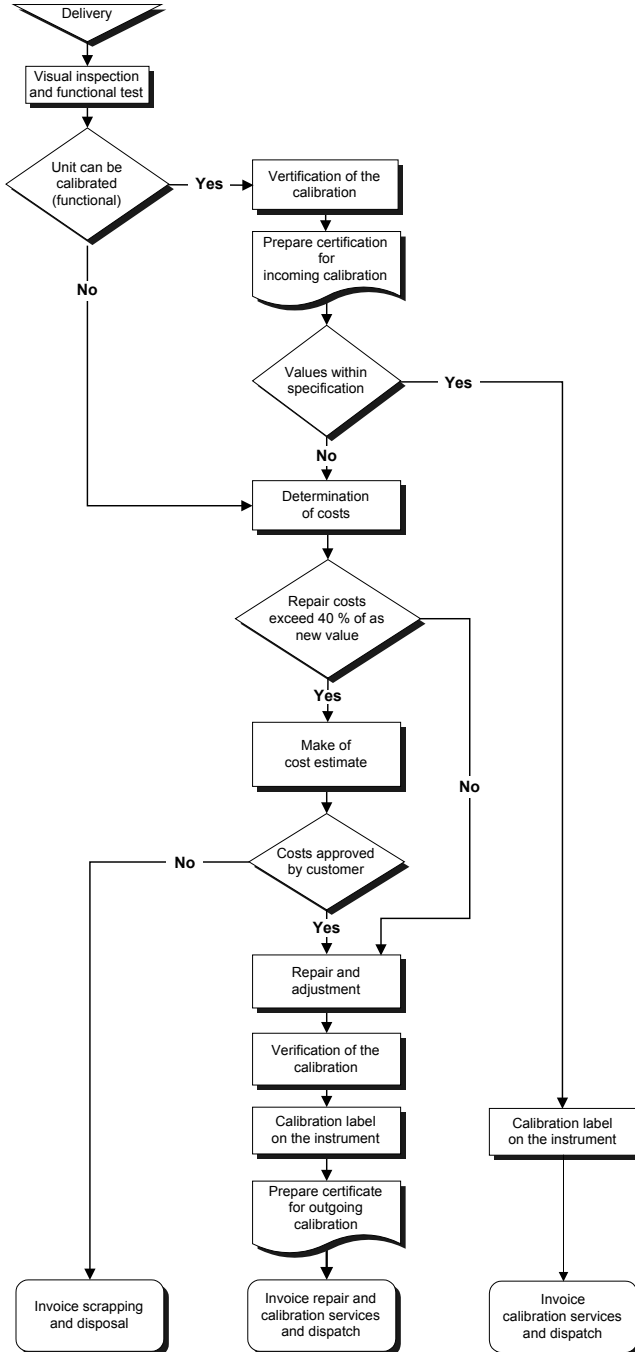 Delivery
Visual inspection
and functional test
Unit can be
calibrated
(functional)
Yes
Vertification of the
calibration
Prepare certification
for
incoming calibration
No
Values within
specification
Yes
No
Determination
of costs
Repair costs
exceed 40 % of as
new value
Yes
Make of
cost estimate
No
Costs approved
by customer
No
Yes
Repair and
adjustment
Verification of the
calibration
Calibration label
on the instrument
Calibration label
on the instrument
Prepare certificate
for outgoing
calibration
Invoice scrapping
and disposal
Invoice repair and
calibration services
and dispatch
Invoice
calibration services
and dispatch